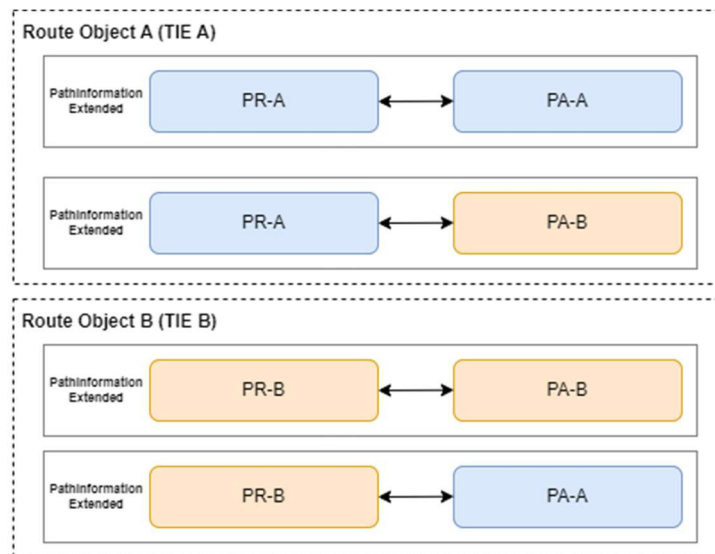 Route Object A (TIE A)
PathInformation
Extended
PR-A
PA-A
PathInformation
Extended
PR-A
PA-B
Route Object B (TIE B)
PathInformation
Extended
PR-B
PA-B
PathInformation
Extended
PR-B
PA-A